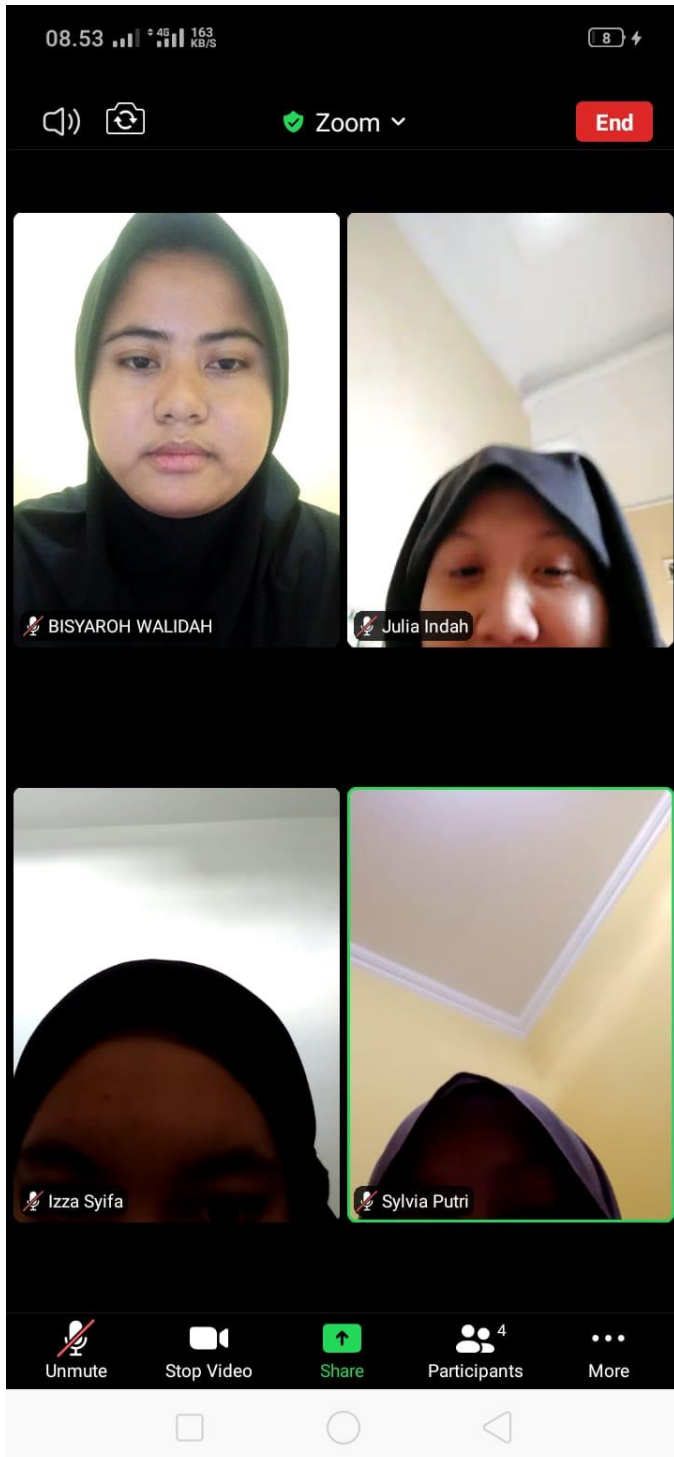 08.53 4G 163 KB/S 8
Zoom End
BISYAROH WALIDAH
Julia Indah
Izza Syifa
Sylvia Putri
4
Unmute Stop Video Share Participants More